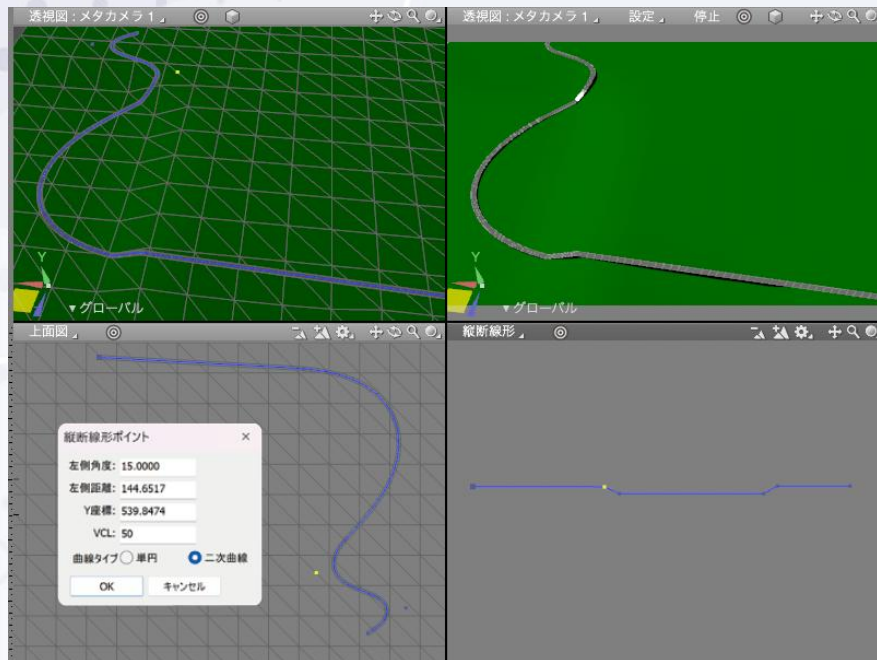 透視図 : メタカメラ 1
透視図 : メタカメラ 1 設定 停止
Y
▼グローバル
Y
▼グローバル
上面図
縦断線形
縦断線形ポイント ×
左側角度: 15.0000
左側距離: 144.6517
Y座標: 539.8474
VCL: 50
曲線タイプ 単円 二次曲線
OK キャンセル